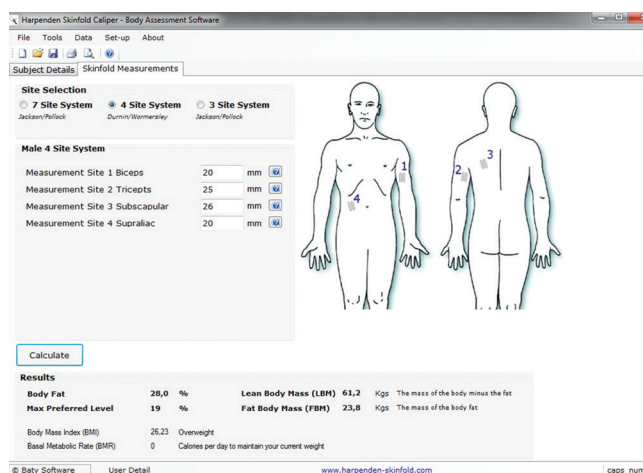 Harpenden Skinfold Caliper - Body Assessment Software
File Tools Data Set-up About
Subject Details Skinfold Measurements
Site Selection
7 Site System 4 Site System 3 Site System
Jackson/Pollock Durnin/Wormersley Jackson/Pollock
Male 4 Site System
Measurement Site 1 Biceps 20 mm
Measurement Site 2 Tricepts 25 mm
Measurement Site 3 Subscapular 26 mm
Measurement Site 4 Supraliac 20 mm
1
2
3
4
Calculate
Results
Body Fat 28,0 % Lean Body Mass (LBM) 61,2 Kgs The mass of the body minus the fat
Max Preferred Level 19 % Fat Body Mass (FBM) 23,8 Kgs The mass of the body fat
Body Mass Index (BMI) 26,23 Overweight
Basal Metabolic Rate (BMR) 0 Calories per day to maintain your current weight
© Baty Software User Detail www.harpenden-skinfold.com caps num